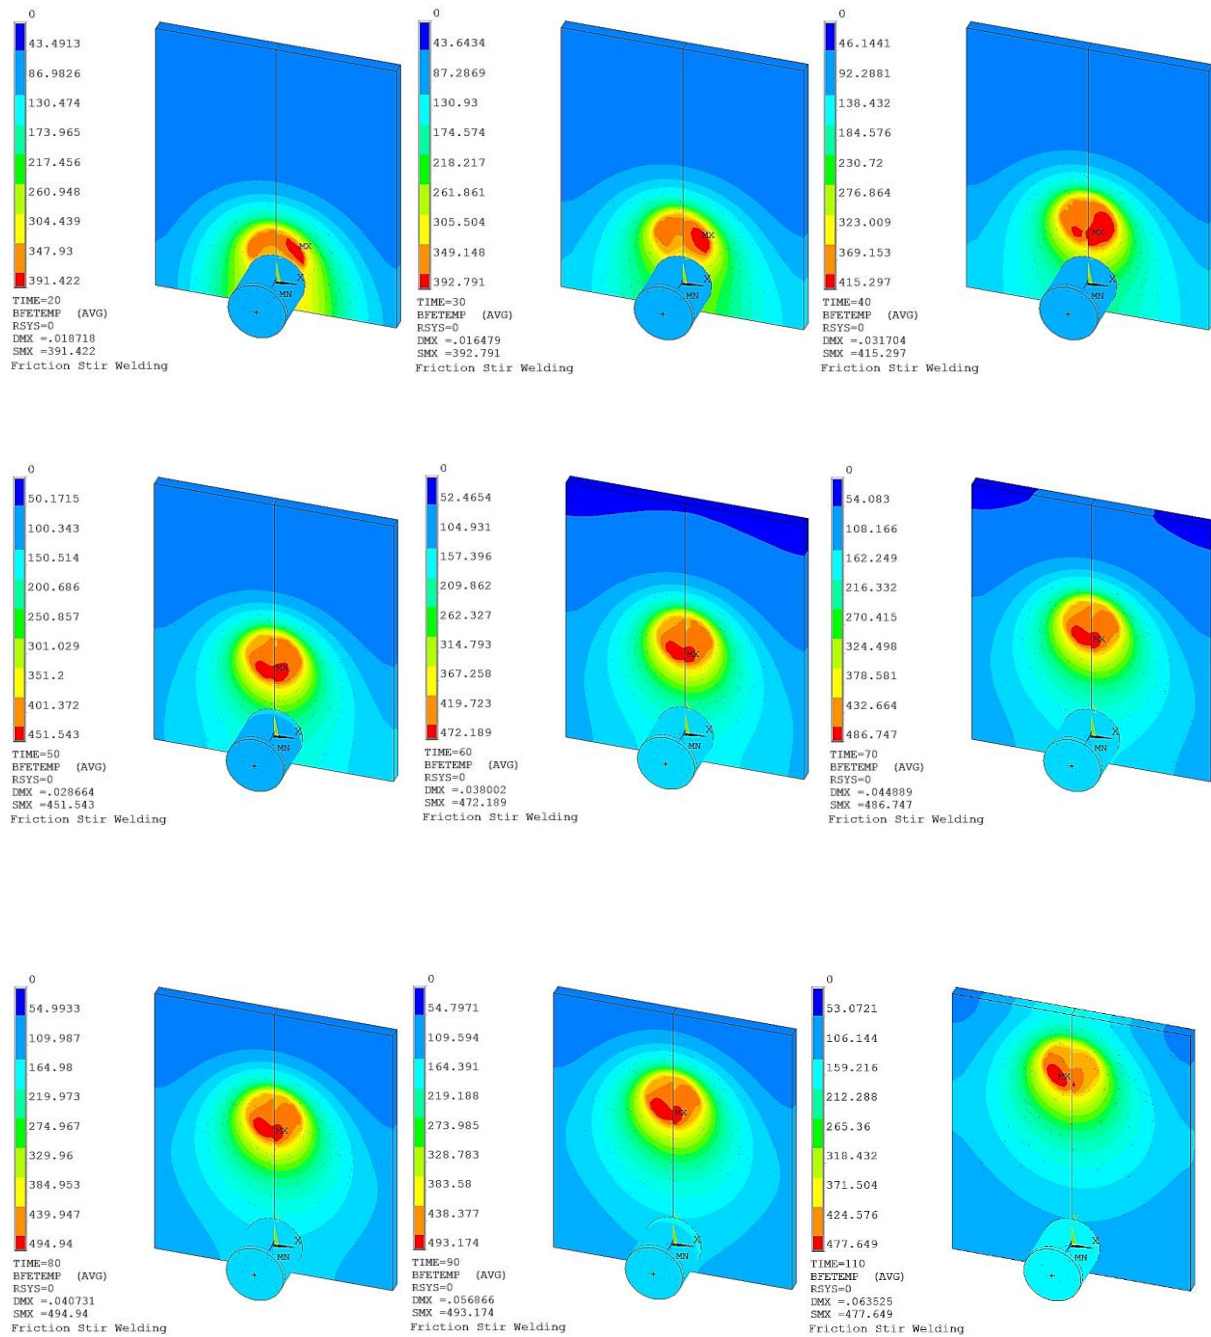 0
43.4913
86.9826
130.474
173.965
217.456
260.948
304.439
347.93
391.422
TIME=20
BFETEMP (AVG)
RSYS=0
DMX =.018718
SMX =391.422
Friction Stir Welding
MX
X
MN
0
43.6434
87.2869
130.93
174.574
218.217
261.861
305.504
349.148
392.791
TIME=30
BFETEMP (AVG)
RSYS=0
DMX =.016479
SMX =392.791
Friction Stir Welding
MX
X
MN
0
46.1441
92.2881
138.432
184.576
230.72
276.864
323.009
369.153
415.297
TIME=40
BFETEMP (AVG)
RSYS=0
DMX =.031704
SMX =415.297
Friction Stir Welding
MX
X
MN
0
50.1715
100.343
150.514
200.686
250.857
301.029
351.2
401.372
451.543
TIME=50
BFETEMP (AVG)
RSYS=0
DMX =.028664
SMX =451.543
Friction Stir Welding
MX
X
MN
0
52.4654
104.931
157.396
209.862
262.327
314.793
367.258
419.723
472.189
TIME=60
BFETEMP (AVG)
RSYS=0
DMX =.038002
SMX =472.189
Friction Stir Welding
MX
X
MN
0
54.083
108.166
162.249
216.332
270.415
324.498
378.581
432.664
486.747
TIME=70
BFETEMP (AVG)
RSYS=0
DMX =.044889
SMX =486.747
Friction Stir Welding
MX
X
MN
0
54.9933
109.987
164.98
219.973
274.967
329.96
384.953
439.947
494.94
TIME=80
BFETEMP (AVG)
RSYS=0
DMX =.040731
SMX =494.94
Friction Stir Welding
MX
X
MN
0
54.7971
109.594
164.391
219.188
273.985
328.783
383.58
438.377
493.174
TIME=90
BFETEMP (AVG)
RSYS=0
DMX =.056866
SMX =493.174
Friction Stir Welding
MX
X
MN
0
53.0721
106.144
159.216
212.288
265.36
318.432
371.504
424.576
477.649
TIME=110
BFETEMP (AVG)
RSYS=0
DMX =.063525
SMX =477.649
Friction Stir Welding
MX
X
MN